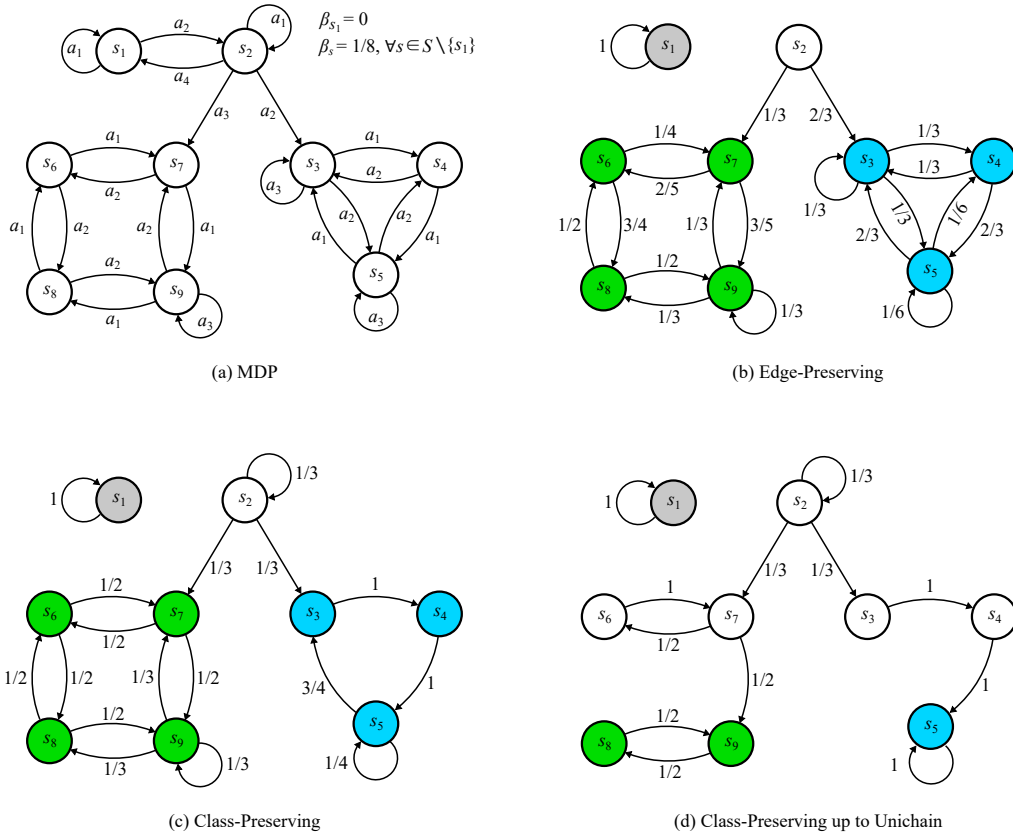 a₁
s₁
a₂
a₄
s₂
a₁
β_{s₁} = 0
β_s = 1/8, ∀s ∈ S \ {s₁}
a₃
a₂
s₆
a₁
a₂
s₇
a₁
a₂
a₂
a₁
s₈
a₂
a₁
s₉
a₃
s₃
a₁
a₂
s₄
a₃
a₂
a₁
a₂
a₁
s₅
a₃
(a) MDP
1
s₁
s₂
1/3
2/3
s₆
1/4
2/5
s₇
1/2
3/4
1/3
3/5
s₈
1/2
1/3
s₉
1/3
s₃
1/3
1/3
s₄
1/3
1/3
2/3
1/6
2/3
s₅
1/6
(b) Edge-Preserving
1
s₁
s₂
1/3
1/3
1/3
s₆
1/2
1/2
s₇
1/2
1/2
1/3
1/2
s₈
1/2
1/3
s₉
1/3
s₃
1
s₄
3/4
1
s₅
1/4
(c) Class-Preserving
1
s₁
s₂
1/3
1/3
1/3
s₆
1
1/2
s₇
1/2
s₈
1/2
1/2
s₉
s₃
1
s₄
1
s₅
1
(d) Class-Preserving up to Unichain